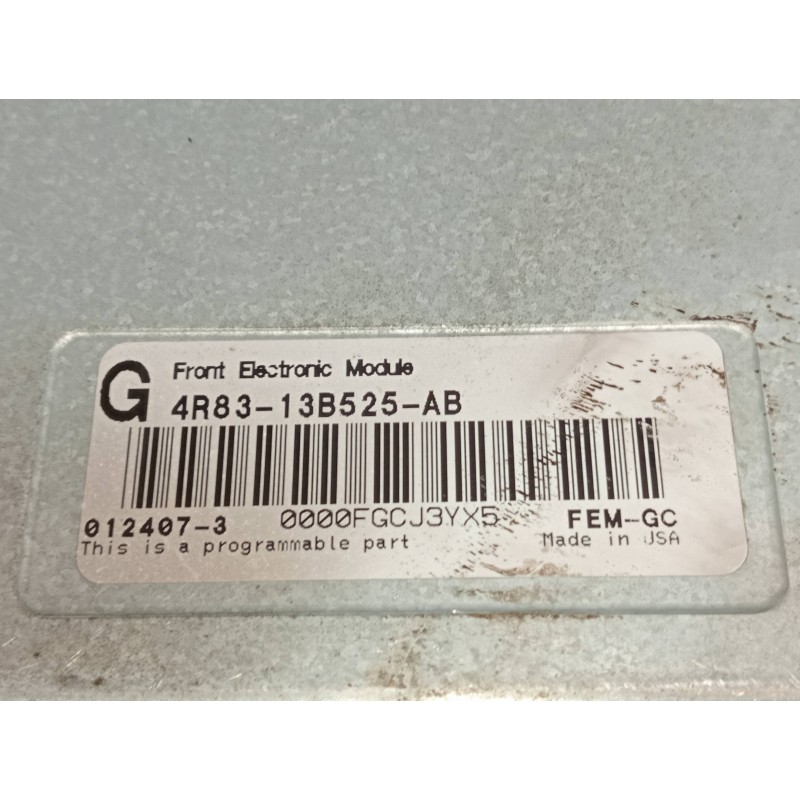 G
Front Electronic Module
4R83-13B525-AB
012407-3 0000FGCJ3YX5 FEM-GC
This is a programmable part Made in USA